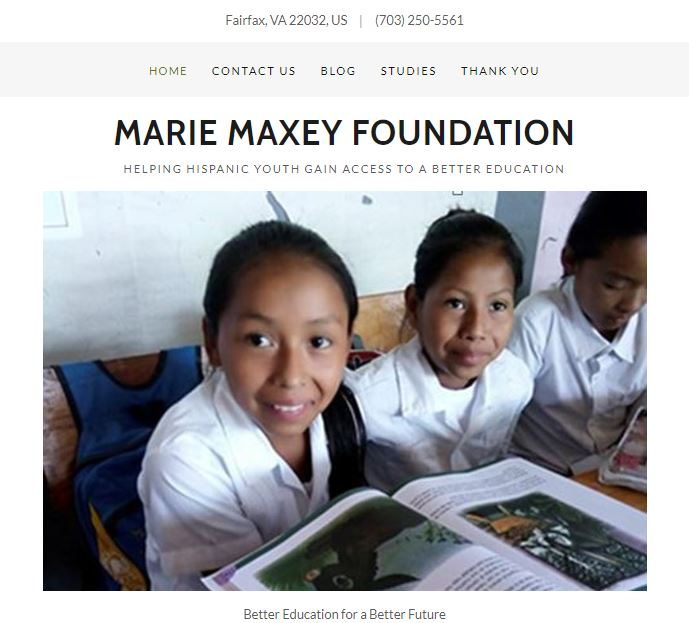 Fairfax, VA 22032, US | (703) 250-5561
HOME CONTACT US BLOG STUDIES THANK YOU
MARIE MAXEY FOUNDATION
HELPING HISPANIC YOUTH GAIN ACCESS TO A BETTER EDUCATION
Better Education for a Better Future